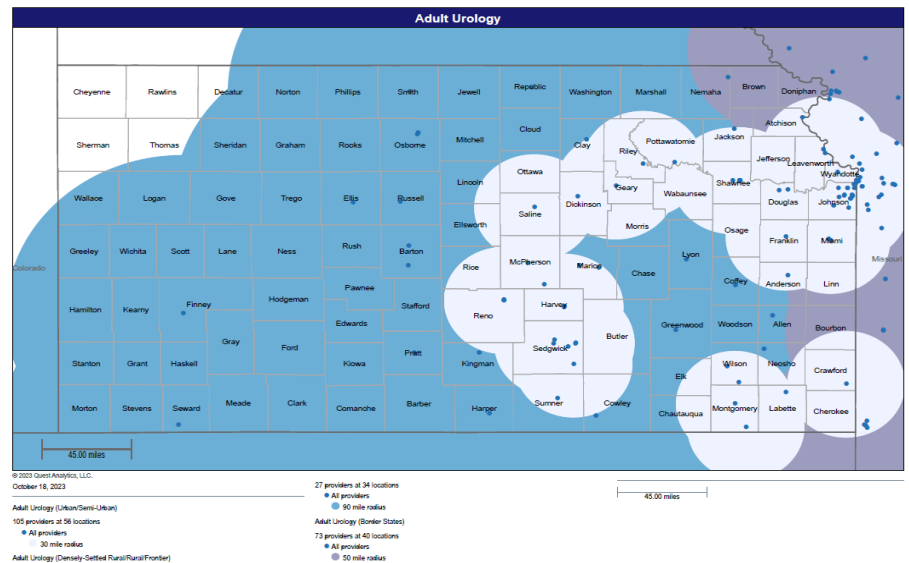 Adult Urology
Cheyenne Rawlins Decatur Norton Phillips Smith Jewell Republic Washington Marshall Nemaha Brown Doniphan
Sherman Thomas Sheridan Graham Rooks Osborne Mitchell Cloud Clay Riley Pottawatomie Jackson Atchison
Jefferson Leavenworth
Wyandotte
Ottawa Lincoln Geary Wabaunsee Shawnee Douglas Johnson
Wallace Logan Gove Trego Ellis Russell Saline Dickinson Morris Osage
Ellsworth
Greeley Wichita Scott Lane Ness Rush Barton Rice McPherson Marion Chase Lyon Franklin Miami
Colorado Missouri
Pawnee Coffey Anderson Linn
Hamilton Kearny Finney Hodgeman Stafford Reno Harvey Butler
Edwards Greenwood Woodson Allen Bourbon
Gray Ford
Stanton Grant Haskell Kiowa Pratt Kingman Sedgwick Elk Wilson Neosho Crawford
Morton Stevens Seward Meade Clark Comanche Barber Harper Sumner Cowley Chautauqua Montgomery Labette Cherokee
45.00 miles
© 2023 Quest Analytics, LLC.
October 18, 2023
Adult Urology (Urban/Semi-Urban)
105 providers at 56 locations
All providers
30 mile radius
Adult Urology (Densely-Settled Rural/Rural/Frontier)
27 providers at 34 locations
All providers
90 mile radius
Adult Urology (Border States)
73 providers at 40 locations
All providers
50 mile radius
45.00 miles